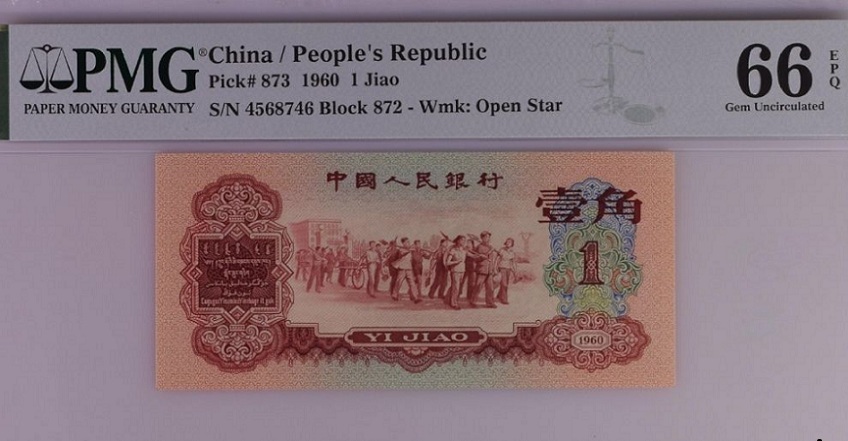 PMG®
PAPER MONEY GUARANTY
China / People's Republic
Pick# 873 1960 1 Jiao
S/N 4568746 Block 872 - Wmk: Open Star
66
EPQ
Gem Uncirculated
中國人民銀行
壹角
1
YI JIAO
1960